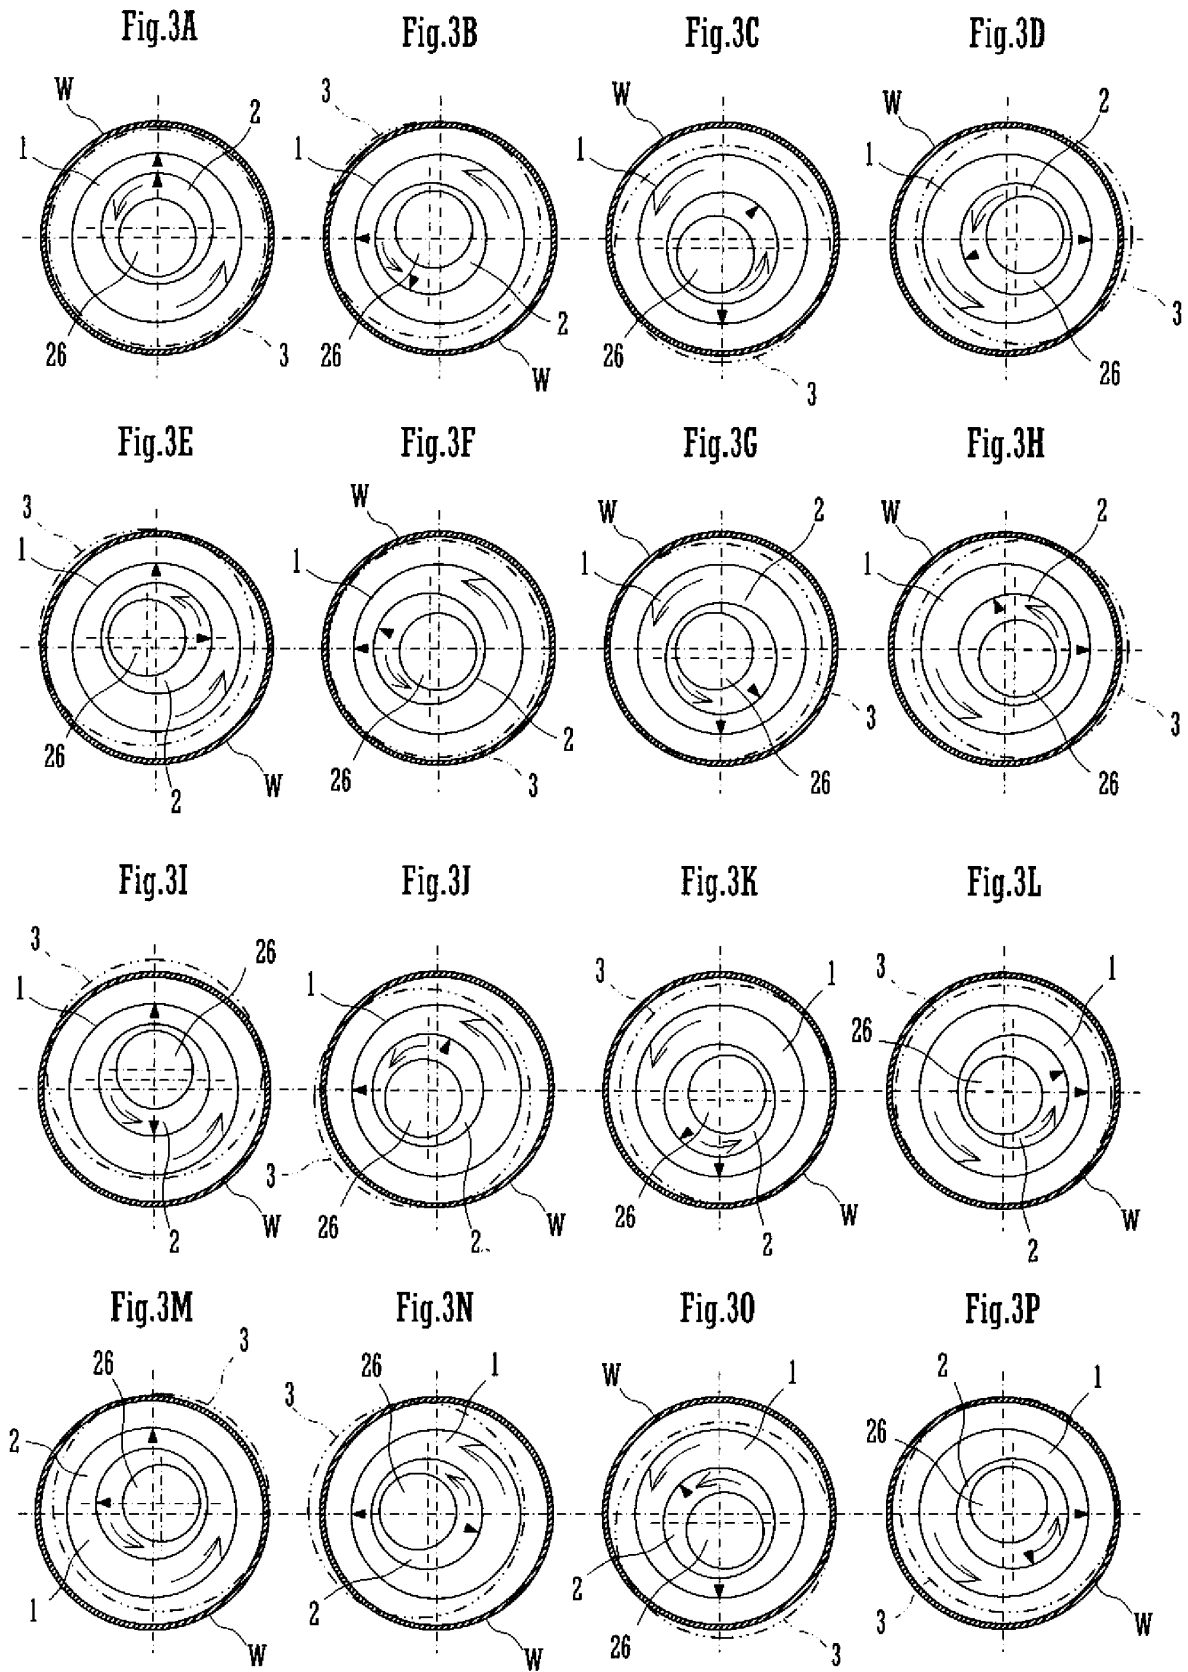 Fig.3A Fig.3B Fig.3C Fig.3D
W 2 3 W W 2
1 1 1 1
26 3 26 2 W 26 3 26 3
Fig.3E Fig.3F Fig.3G Fig.3H
3 W W 2 W 2
1 1 1 1
26 2 W 26 3 2 26 3 26 3
Fig.3I Fig.3J Fig.3K Fig.3L
3 26 1 3 1 3 1
1 26
2 W 3 26 2 W 26 2 W 2 W
Fig.3M Fig.3N Fig.3O Fig.3P
26 3 3 26 1 W 1 2 1
2 26
1 W 2 W 2 26 3 3 W